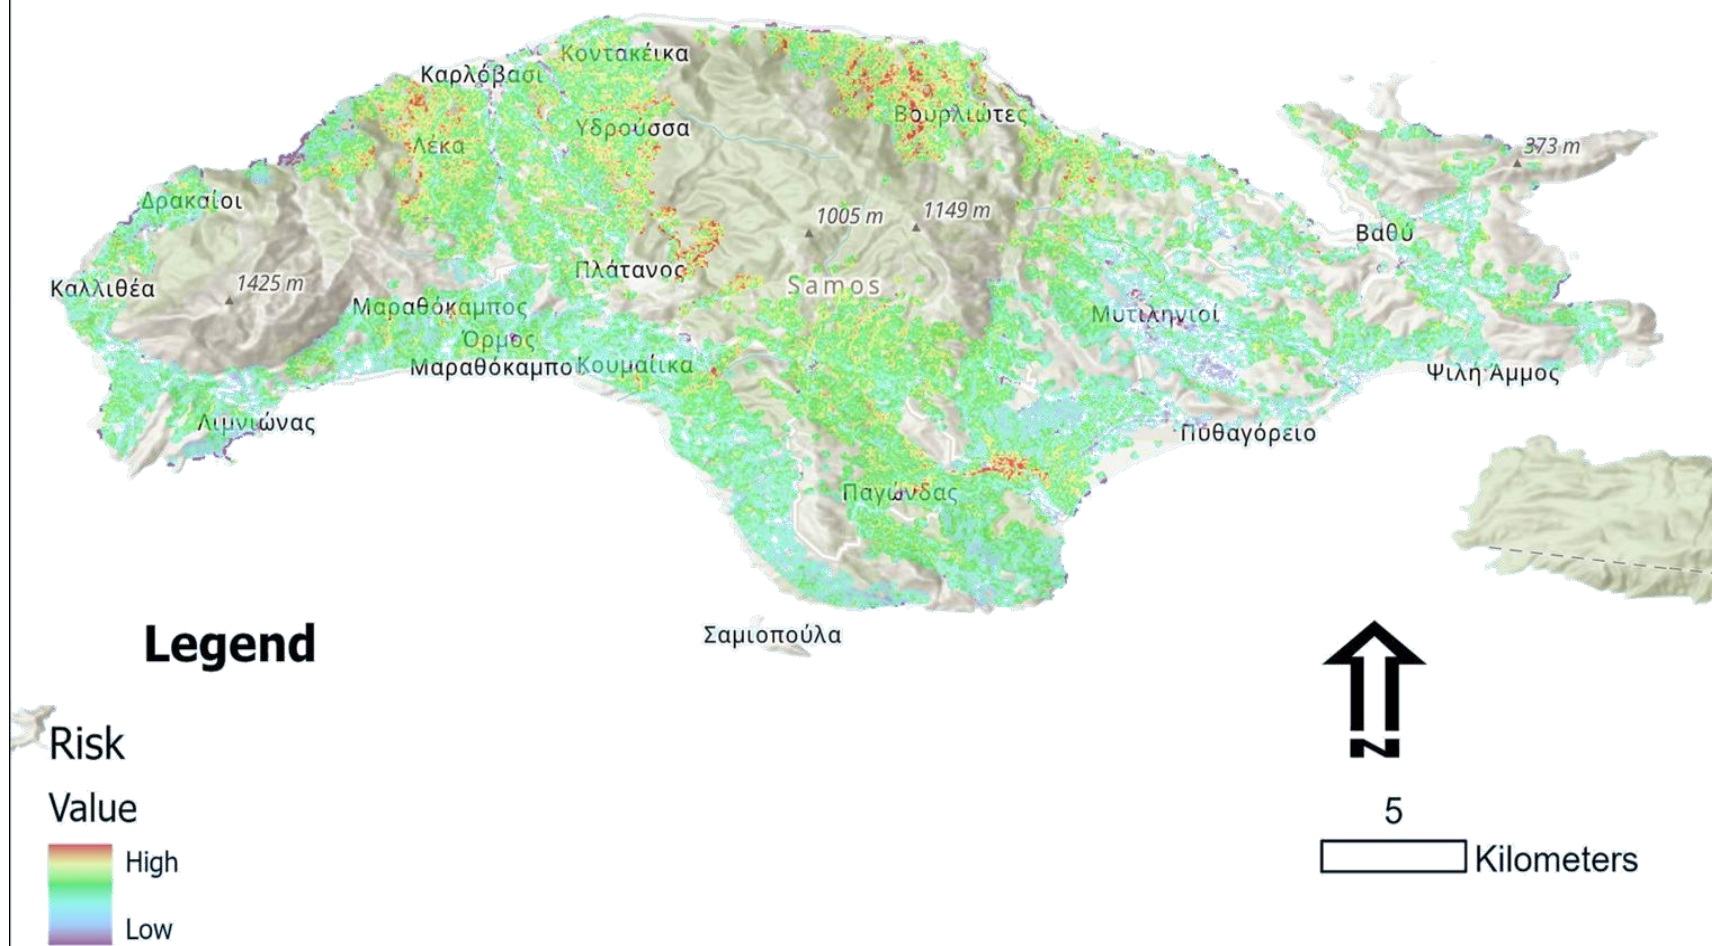 Κοντακέικα
Καρλόβασι
Βουρλιώτες
Υδρούσσα
Λέκα
373 m
Δρακαίοι
1005 m
1149 m
Βαθύ
Πλάτανος
Καλλιθέα
1425 m
Samos
Μαραθόκαμπος
Μυτιληνιοί
Όρμος
Μαραθόκαμπο
Κουμαίικα
Ψιλή Άμμος
Λιμνιώνας
Πυθαγόρειο
Παγώνδας
Σαμιοπούλα
Legend
Risk
Value
High
Low
N
5
Kilometers